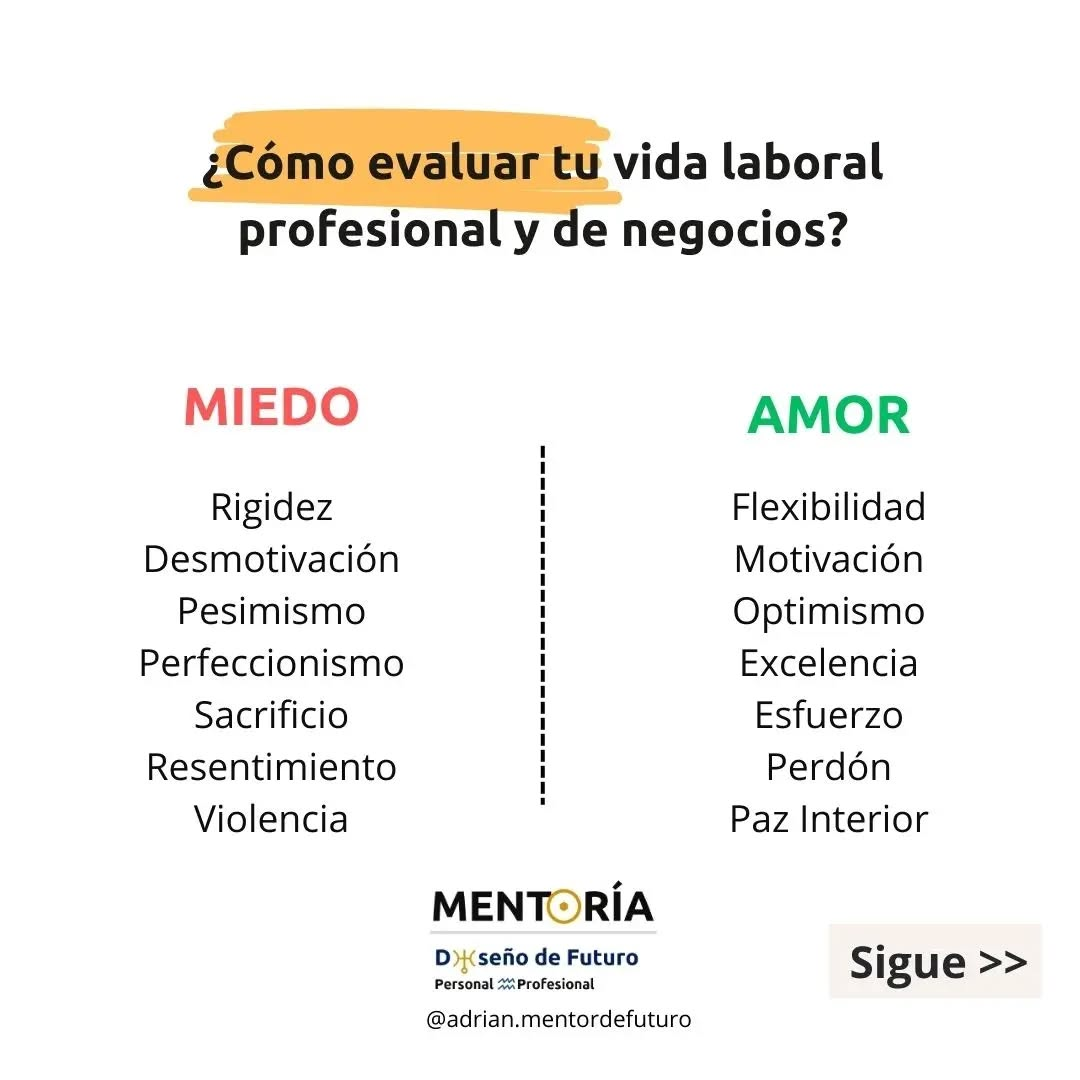 ¿Cómo evaluar tu vida laboral
profesional y de negocios?
MIEDO
Rigidez
Desmotivación
Pesimismo
Perfeccionismo
Sacrificio
Resentimiento
Violencia
AMOR
Flexibilidad
Motivación
Optimismo
Excelencia
Esfuerzo
Perdón
Paz Interior
MENTORÍA
Diseño de Futuro
Personal ♒ Profesional
@adrian.mentordefuturo
Sigue >>